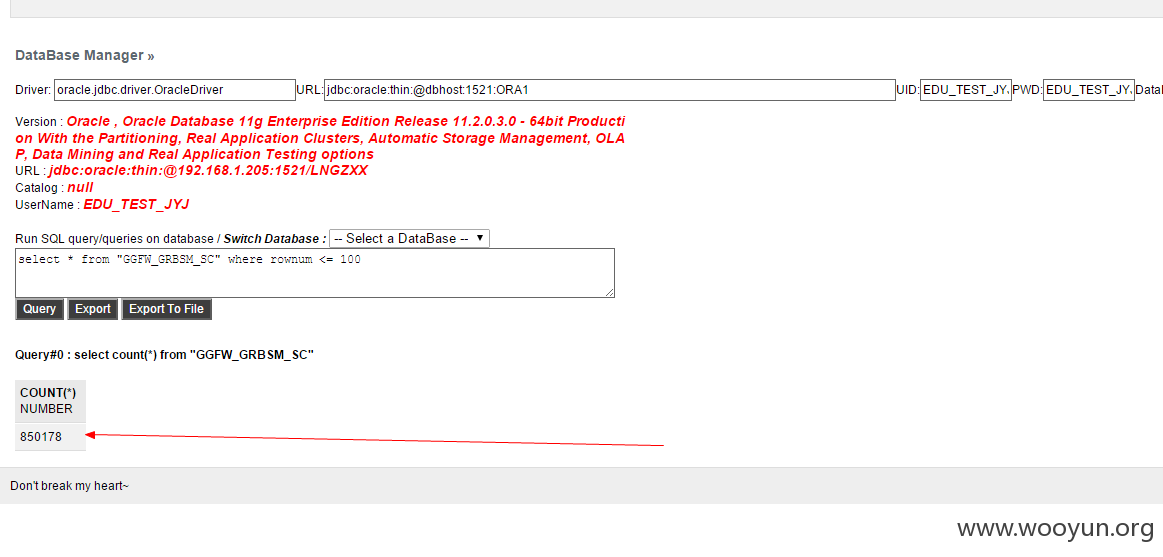 DataBase Manager »
Driver: oracle.jdbc.driver.OracleDriver URL: jdbc:oracle:thin:@dbhost:1521:ORA1 UID: EDU_TEST_JY PWD: EDU_TEST_JY Datal
Version : Oracle , Oracle Database 11g Enterprise Edition Release 11.2.0.3.0 - 64bit Producti
on With the Partitioning, Real Application Clusters, Automatic Storage Management, OLA
P, Data Mining and Real Application Testing options
URL : jdbc:oracle:thin:@192.168.1.205:1521/LNGZXX
Catalog : null
UserName : EDU_TEST_JYJ
Run SQL query/queries on database / Switch Database : -- Select a DataBase --
select * from "GGFW_GRBSM_SC" where rownum <= 100
Query Export Export To File
Query#0 : select count(*) from "GGFW_GRBSM_SC"
COUNT(*)
NUMBER
850178
Don't break my heart~
www.wooyun.org